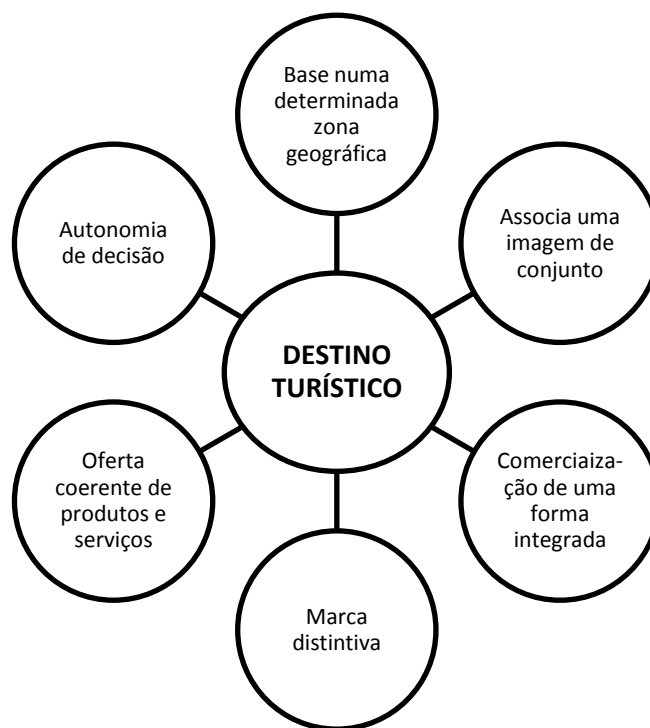 Base numa
determinada
zona
geográfica
Autonomia
de decisão
Associa uma
imagem de
conjunto
DESTINO
TURÍSTICO
Oferta
coerente de
produtos e
serviços
Comerciaiza-
ção de uma
forma
integrada
Marca
distintiva